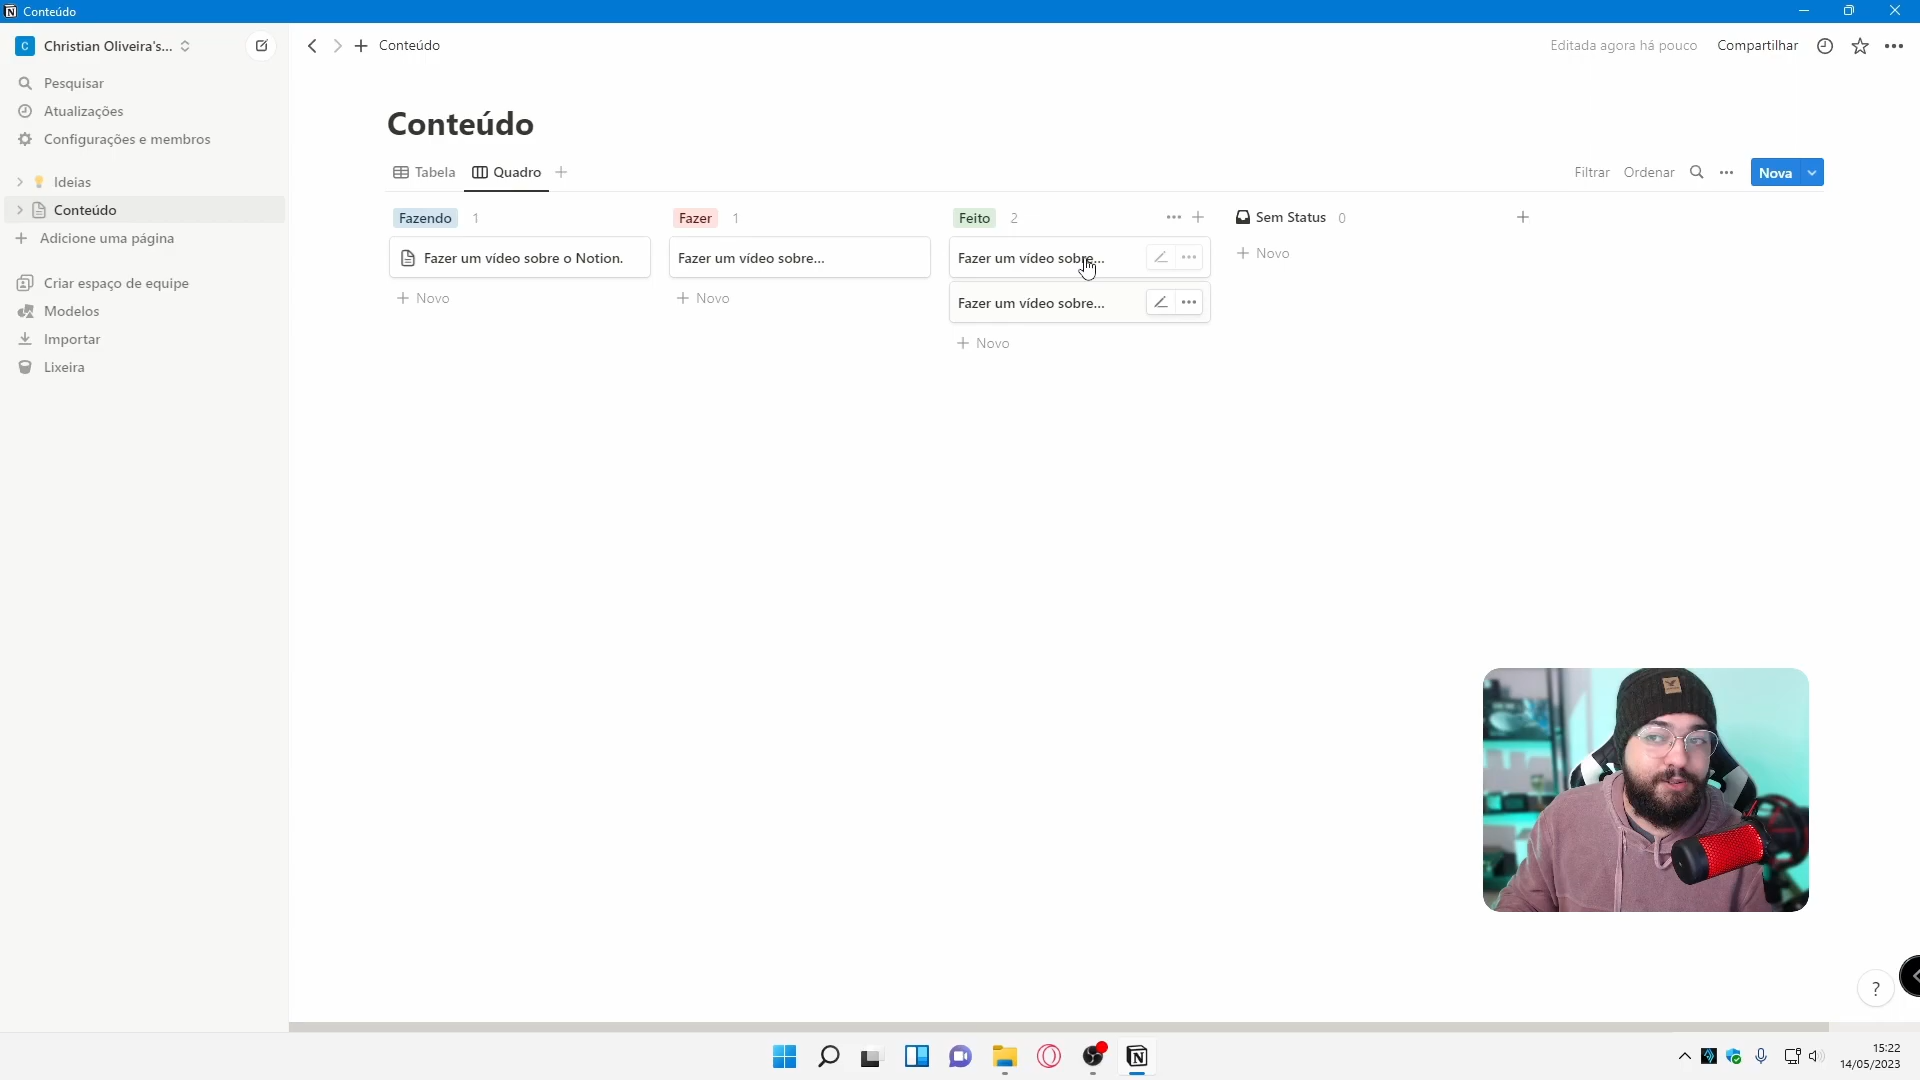 Conteúdo
Christian Oliveira's...
Conteúdo
Editada agora há pouco
Compartilhar
Pesquisar
Atualizações
Configurações e membros
Ideias
Conteúdo
Adicione uma página
Criar espaço de equipe
Modelos
Importar
Lixeira
Conteúdo
Tabela
Quadro
Filtrar
Ordenar
Nova
Fazendo 1
Fazer um vídeo sobre o Notion.
Novo
Fazer 1
Fazer um vídeo sobre...
Novo
Feito 2
Fazer um vídeo sobre...
Fazer um vídeo sobre...
Novo
Sem Status 0
Novo
?
15:22
14/05/2023